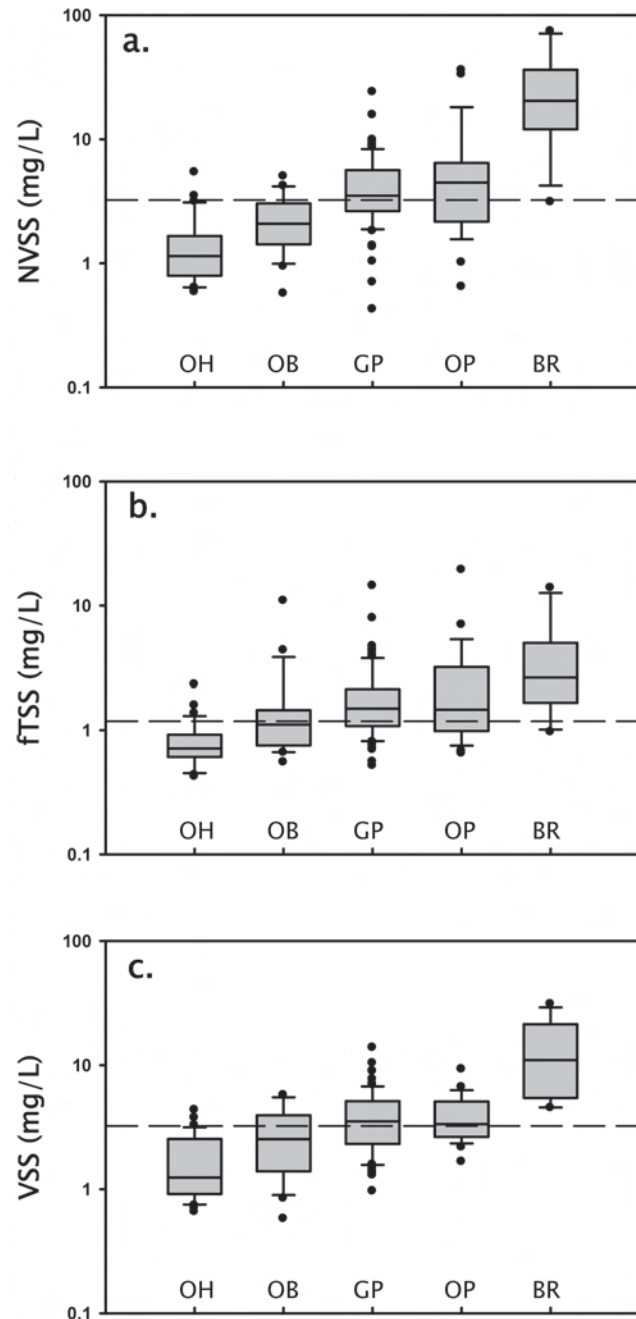 a.
NVSS (mg/L)
100
10
1
0.1
OH OB GP OP BR
b.
fTSS (mg/L)
100
10
1
0.1
OH OB GP OP BR
c.
VSS (mg/L)
100
10
1
0.1
OH OB GP OP BR